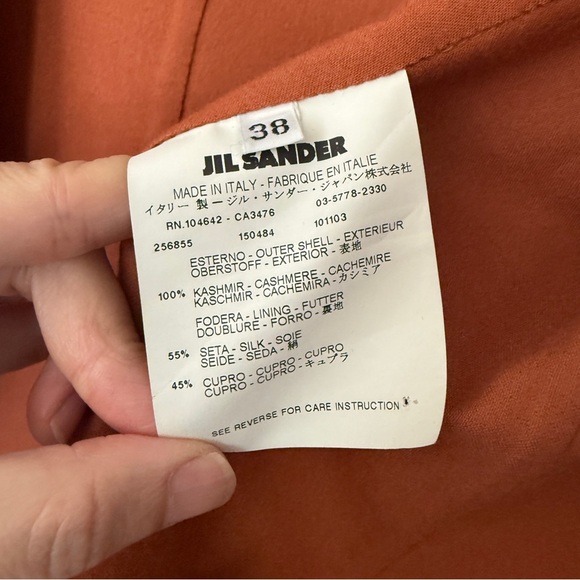 38
JIL SANDER
MADE IN ITALY - FABRIQUE EN ITALIE
イタリー製 ージル・サンダー・ジャパン株式会社
RN.104642 - CA3476 03-5778-2330
256855 150484 101103
ESTERNO - OUTER SHELL - EXTERIEUR
OBERSTOFF - EXTERIOR - 表地
100% KASHMIR - CASHMERE - CACHEMIRE
KASCHMIR - CACHEMIRA - カシミア
FODERA - LINING - FUTTER
DOUBLURE - FORRO - 裏地
55% SETA - SILK - SOIE
SEIDE - SEDA - 絹
45% CUPRO - CUPRO - CUPRO
CUPRO - CUPRO - キュプラ
SEE REVERSE FOR CARE INSTRUCTION